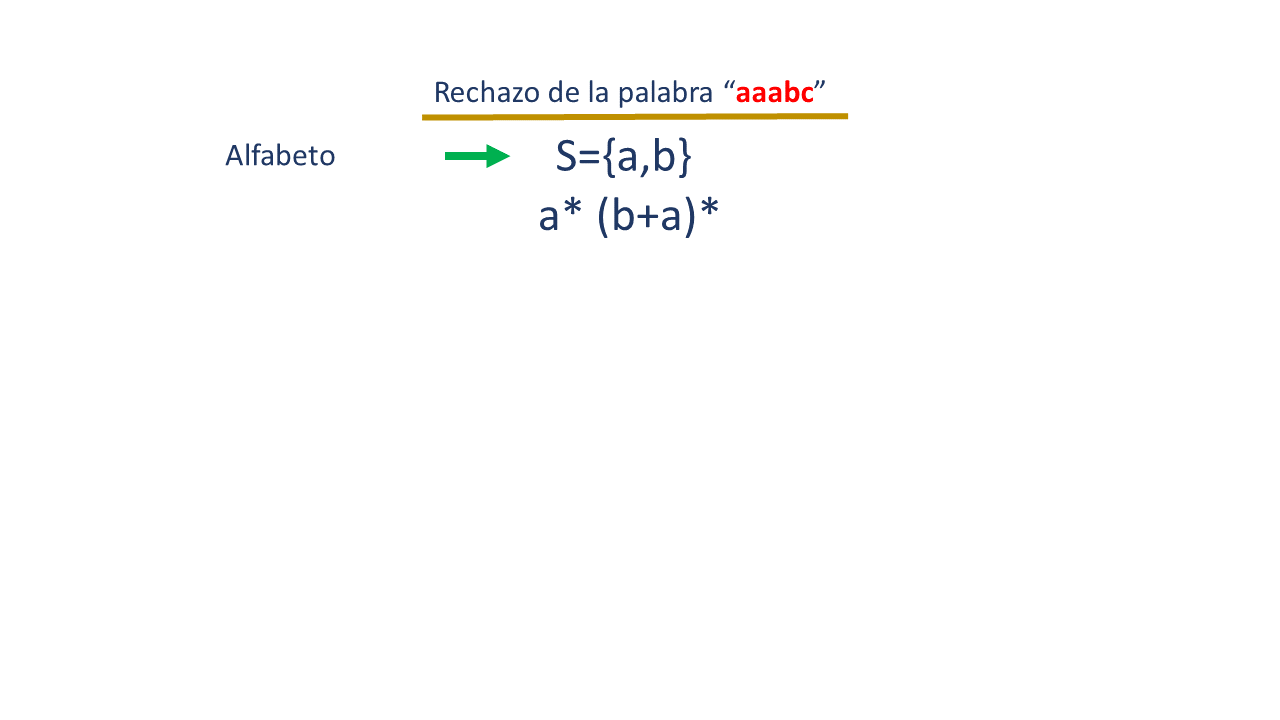 Rechazo de la palabra “aaabc”
Alfabeto S={a,b}
a* (b+a)*